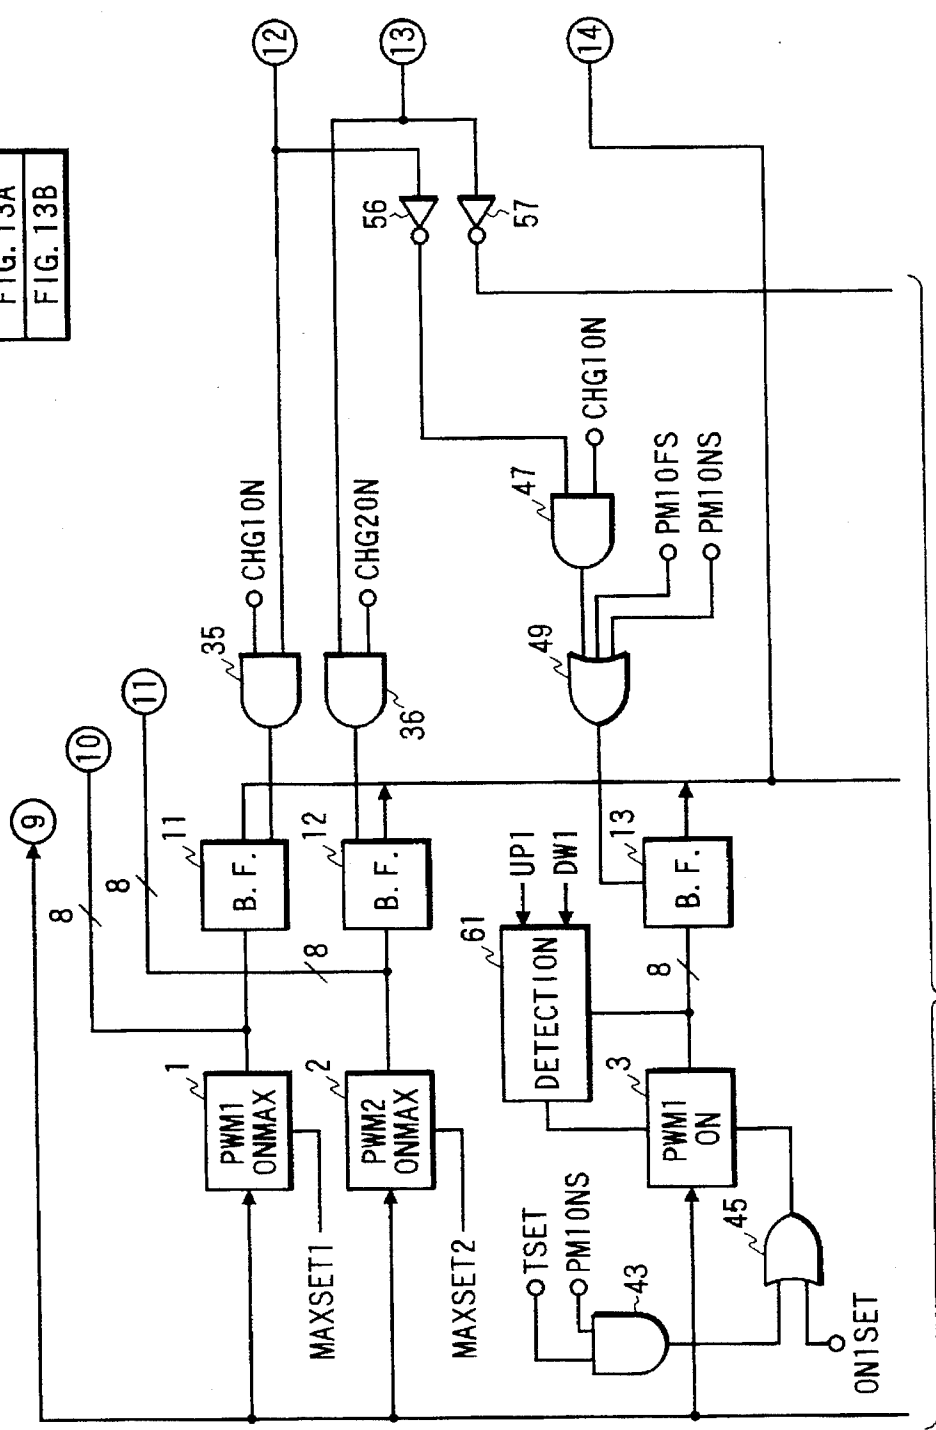 FIG. 13A
FIG. 13B
12
13
14
56
57
CHG1ON
CHG1ON
CHG2ON
PM1OFS
PM1ONS
47
35
36
49
11
10
9
8
8
8
8
11
B. F.
12
B. F.
13
B. F.
UP1
DW1
61
DETECTION
1
PWM1
ONMAX
2
PWM2
ONMAX
3
PWM1
ON
MAXSET1
MAXSET2
TSET
PM1ONS
43
45
ON1SET